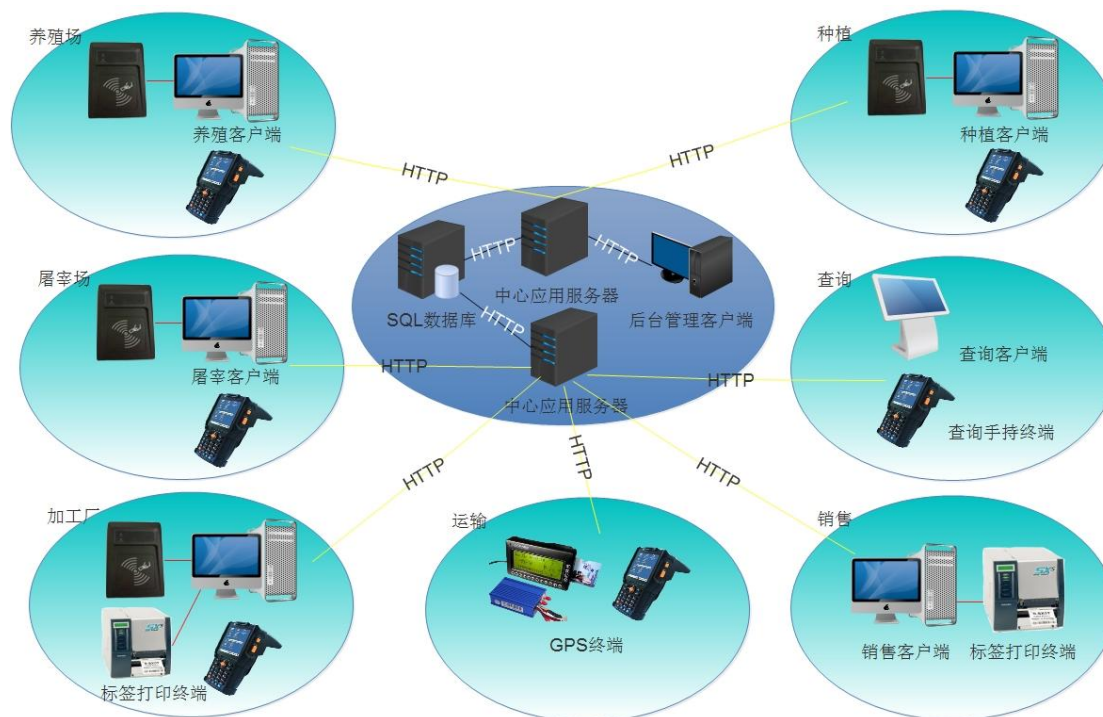 养殖场
养殖客户端
种植
种植客户端
HTTP
HTTP
HTTP
HTTP
中心应用服务器
SQL数据库
后台管理客户端
HTTP
屠宰场
屠宰客户端
HTTP
中心应用服务器
查询
查询客户端
HTTP
查询手持终端
HTTP
HTTP
HTTP
加工厂
标签打印终端
运输
GPS终端
销售
销售客户端
标签打印终端